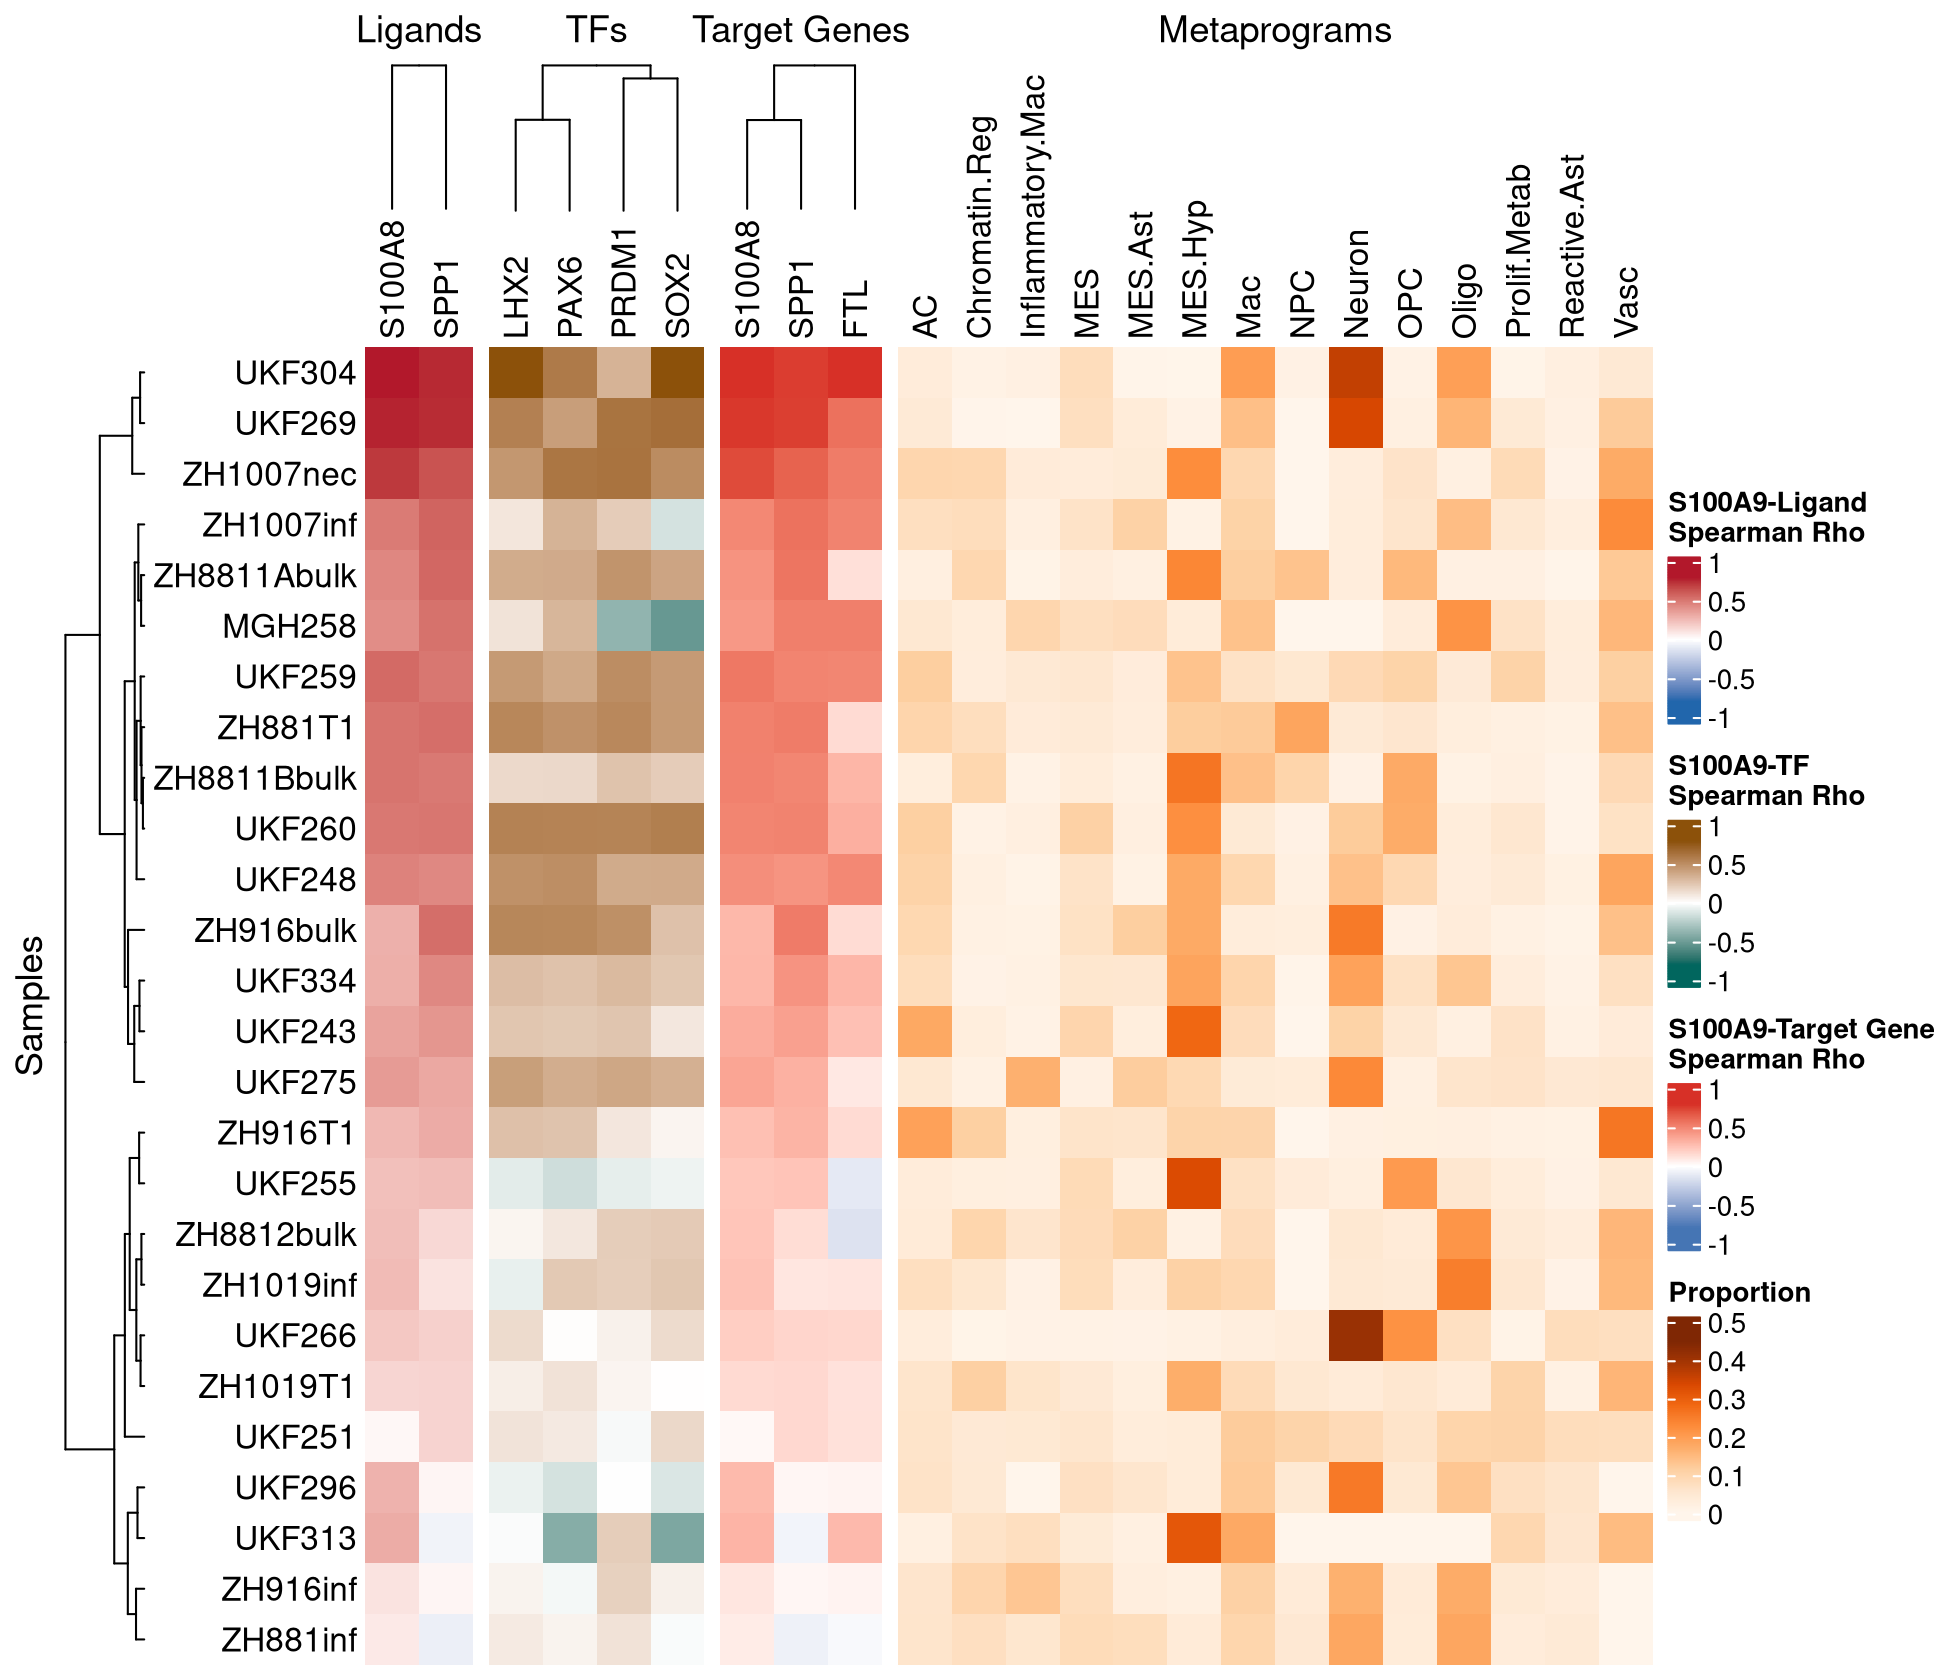 Ligands TFs Target Genes Metaprograms
S100A8 SPP1 LHX2 PAX6 PRDM1 SOX2 S100A8 SPP1 FTL AC Chromatin.Reg Inflammatory.Mac MES MES.Ast MES.Hyp Mac NPC Neuron OPC Oligo Prolif.Metab Reactive.Ast Vasc
Samples
UKF304
UKF269
ZH1007nec
ZH1007inf
ZH8811Abulk
MGH258
UKF259
ZH881T1
ZH8811Bbulk
UKF260
UKF248
ZH916bulk
UKF334
UKF243
UKF275
ZH916T1
UKF255
ZH8812bulk
ZH1019inf
UKF266
ZH1019T1
UKF251
UKF296
UKF313
ZH916inf
ZH881inf
S100A9-Ligand
Spearman Rho
1
0.5
0
-0.5
-1
S100A9-TF
Spearman Rho
1
0.5
0
-0.5
-1
S100A9-Target Gene
Spearman Rho
1
0.5
0
-0.5
-1
Proportion
0.5
0.4
0.3
0.2
0.1
0